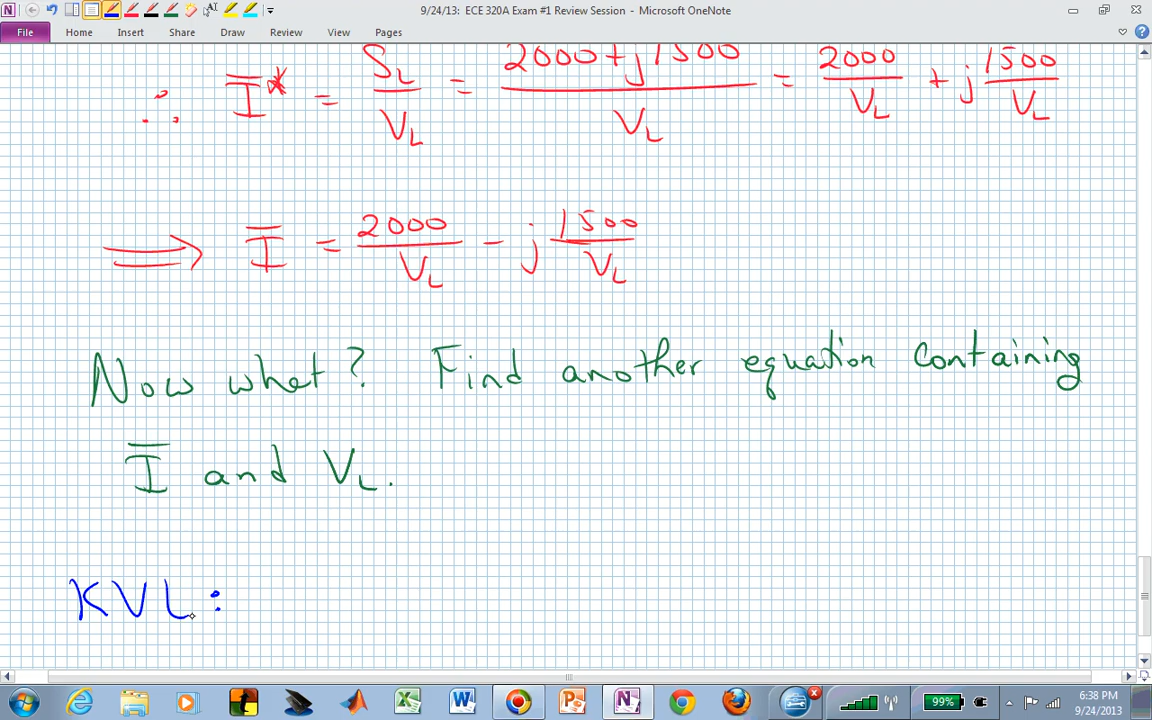 9/24/13: ECE 320A Exam #1 Review Session - Microsoft OneNote
File Home Insert Share Draw Review View Pages
∴ I̅* = S_L / V_L = (2000 + j1500) / V_L = 2000 / V_L + j 1500 / V_L
⟹ I̅ = 2000 / V_L - j 1500 / V_L
Now what? Find another equation containing
I̅ and V_L.
KVL:
99%
6:38 PM
9/24/2013